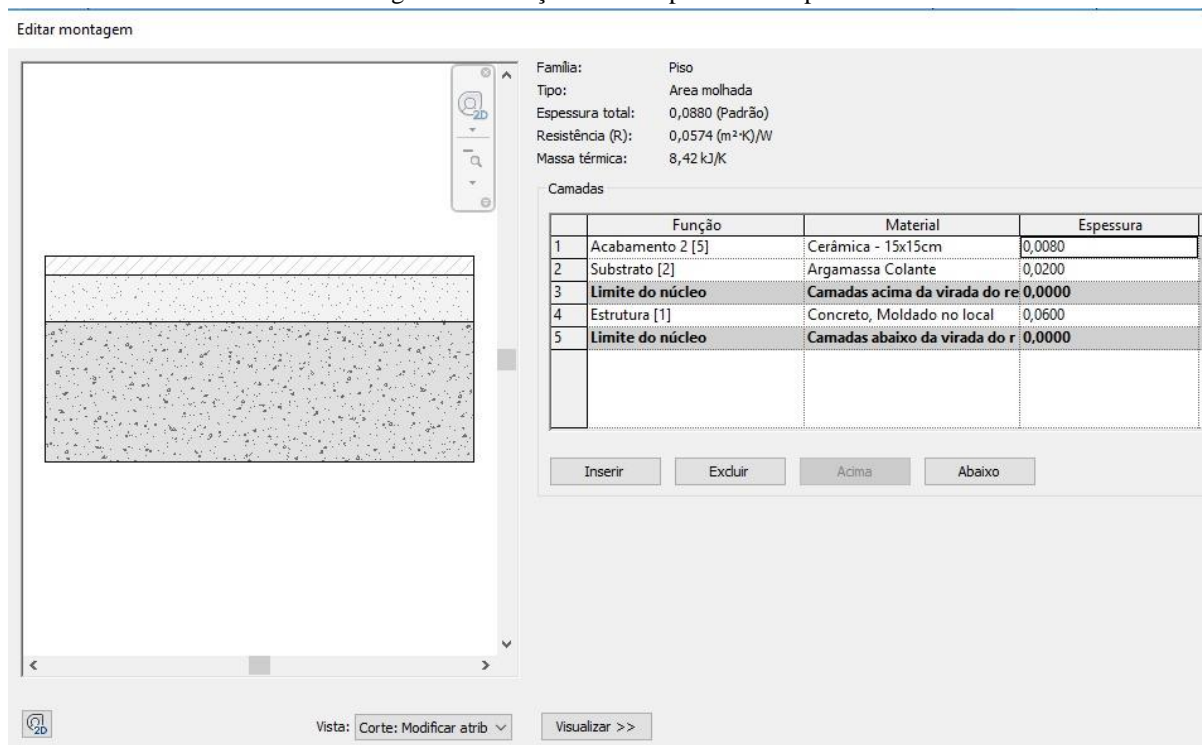 Editar montagem
2D
Família: Piso
Tipo: Area molhada
Espessura total: 0,0880 (Padrão)
Resistência (R): 0,0574 (m²·K)/W
Massa térmica: 8,42 kJ/K
Camadas
Função Material Espessura
1 Acabamento 2 [5] Cerâmica - 15x15cm 0,0080
2 Substrato [2] Argamassa Colante 0,0200
3 Limite do núcleo Camadas acima da virada do re 0,0000
4 Estrutura [1] Concreto, Moldado no local 0,0600
5 Limite do núcleo Camadas abaixo da virada do r 0,0000
Inserir Excluir Acima Abaixo
2D Vista: Corte: Modificar atrib Visualizar >>